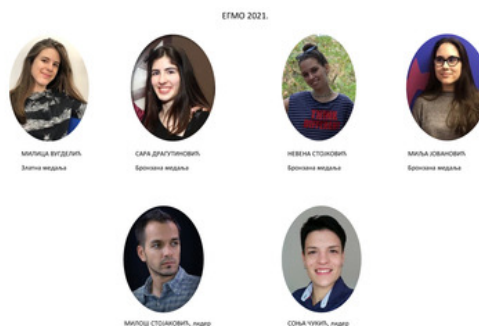 ЕГМО 2021.
МИЛИЦА ВУГДЕЛИЋ
Златна медаља
САРА ДРАГУТИНОВИЋ
Бронзана медаља
НЕВЕНА СТОЈКОВИЋ
Бронзана медаља
МИЉА ЈОВАНОВИЋ
Бронзана медаља
МИЛОШ СТОЈАКОВИЋ, лидер
СОЊА ЧУКИЋ, лидер